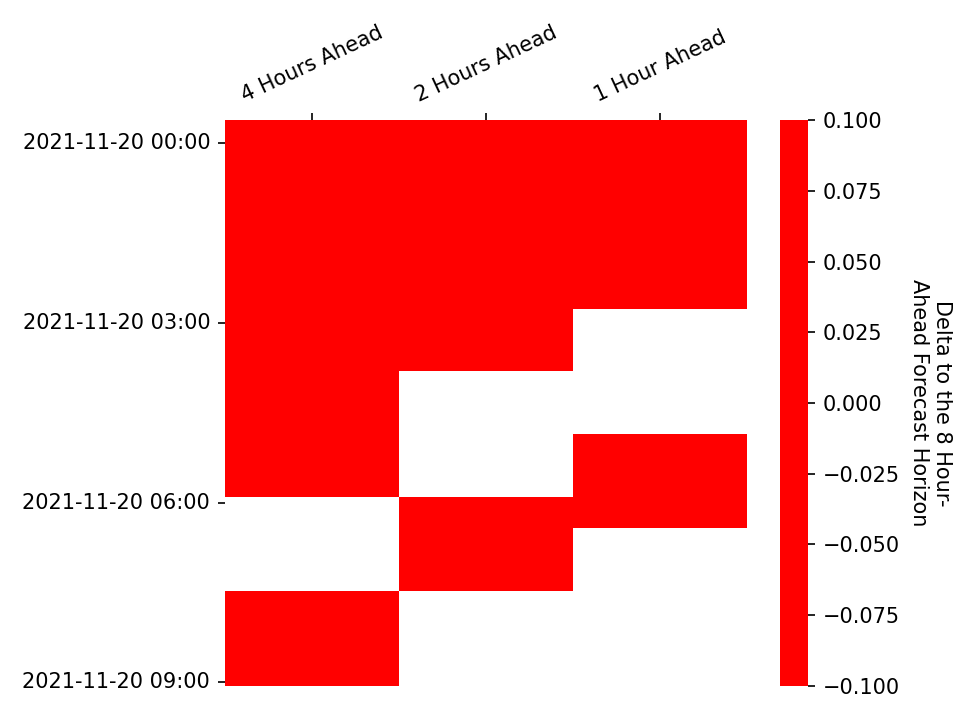 4 Hours Ahead
2 Hours Ahead
1 Hour Ahead
2021-11-20 00:00
2021-11-20 03:00
2021-11-20 06:00
2021-11-20 09:00
0.100
0.075
0.050
0.025
0.000
−0.025
−0.050
−0.075
−0.100
Delta to the 8 Hour-
Ahead Forecast Horizon